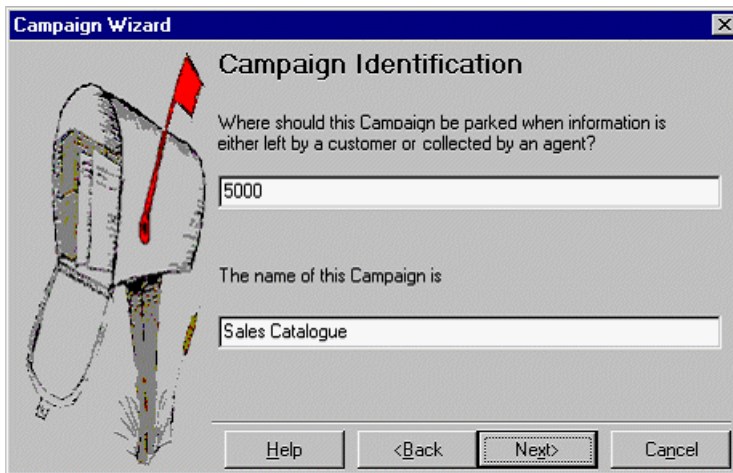 Campaign Wizard
Campaign Identification
Where should this Campaign be parked when information is
either left by a customer or collected by an agent?
5000
The name of this Campaign is
Sales Catalogue
Help
<Back
Next>
Cancel